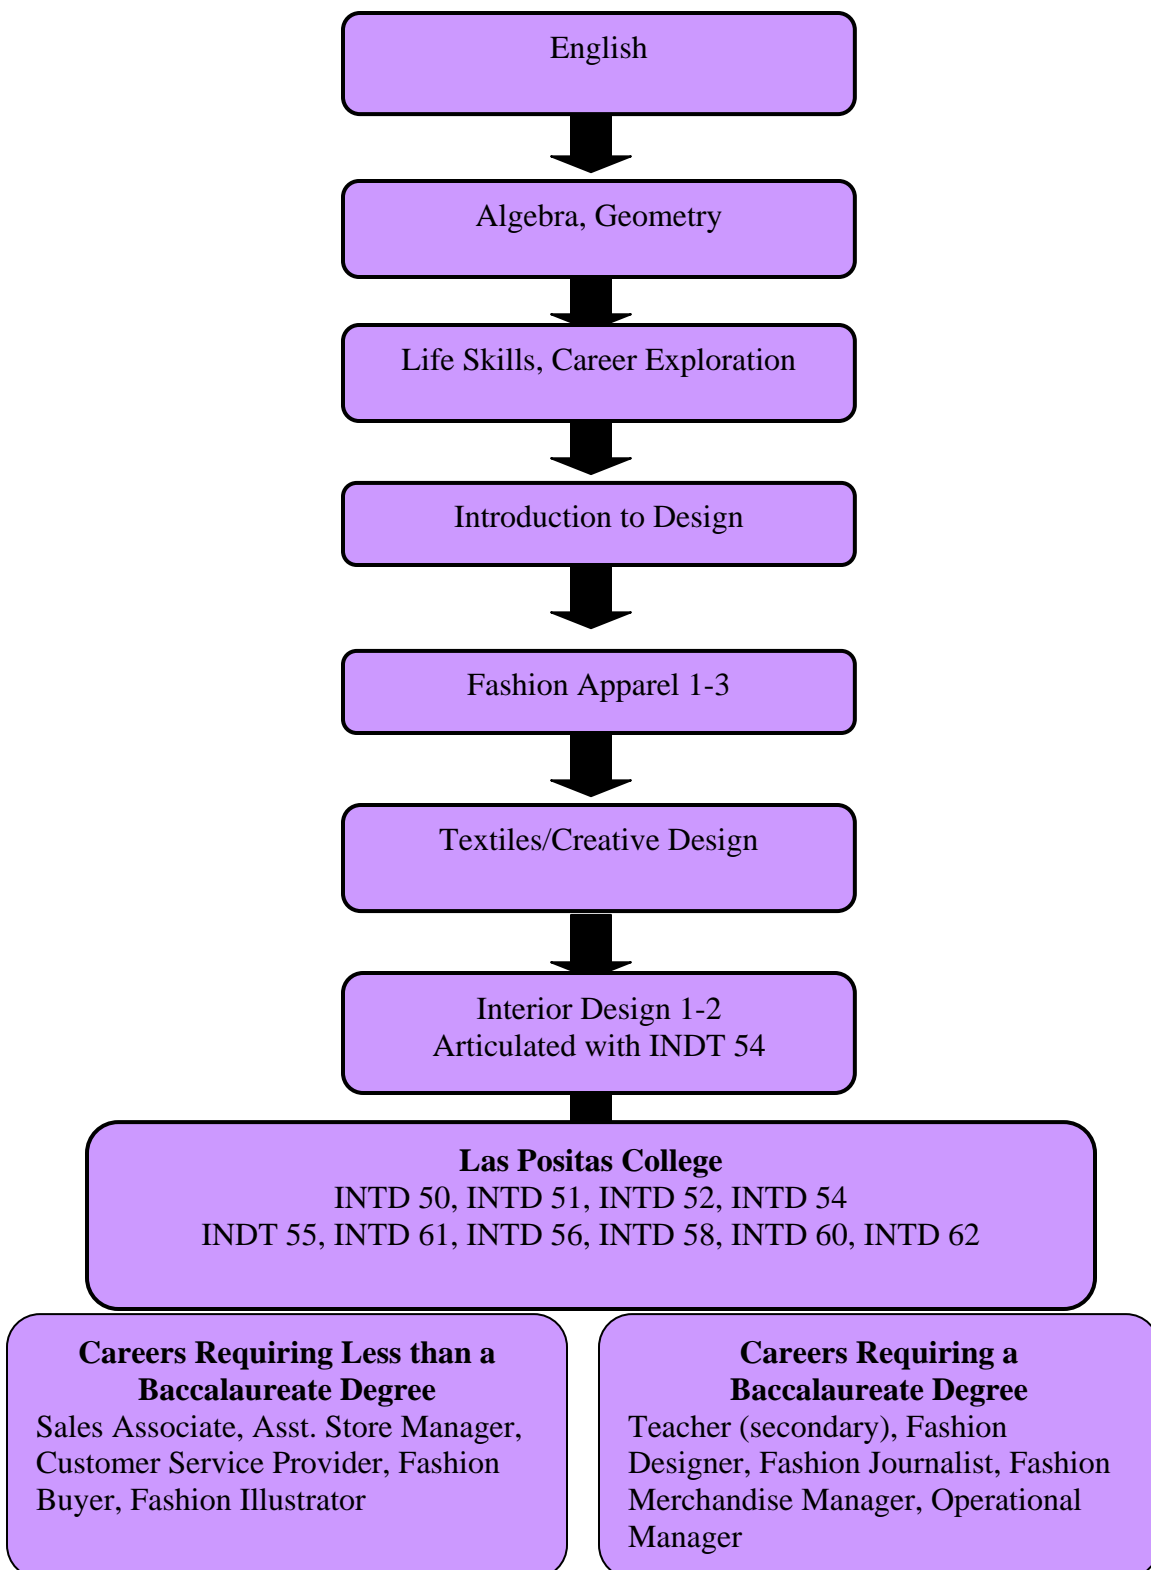 English
Algebra, Geometry
Life Skills, Career Exploration
Introduction to Design
Fashion Apparel 1-3
Textiles/Creative Design
Interior Design 1-2
Articulated with INDT 54
Las Positas College
INTD 50, INTD 51, INTD 52, INTD 54
INDT 55, INTD 61, INTD 56, INTD 58, INTD 60, INTD 62
Careers Requiring Less than a
Baccalaureate Degree
Sales Associate, Asst. Store Manager,
Customer Service Provider, Fashion
Buyer, Fashion Illustrator
Careers Requiring a
Baccalaureate Degree
Teacher (secondary), Fashion
Designer, Fashion Journalist, Fashion
Merchandise Manager, Operational
Manager